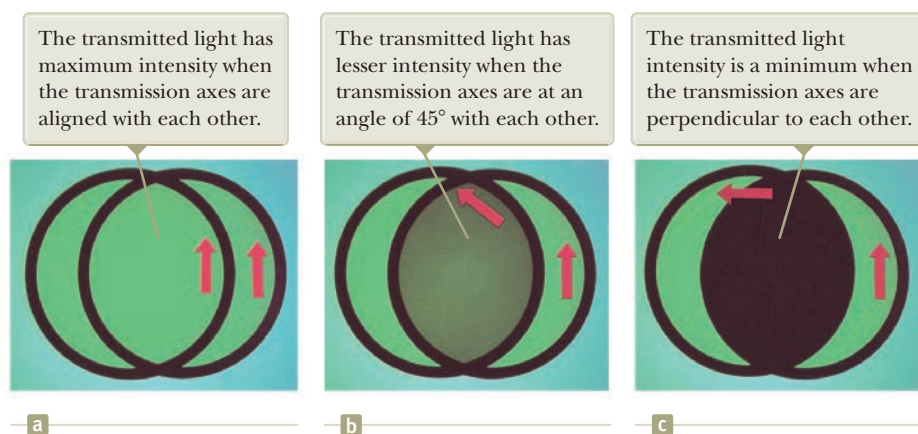 The transmitted light has
maximum intensity when
the transmission axes are
aligned with each other.
The transmitted light has
lesser intensity when the
transmission axes are at an
angle of 45° with each other.
The transmitted light
intensity is a minimum when
the transmission axes are
perpendicular to each other.
a
b
c